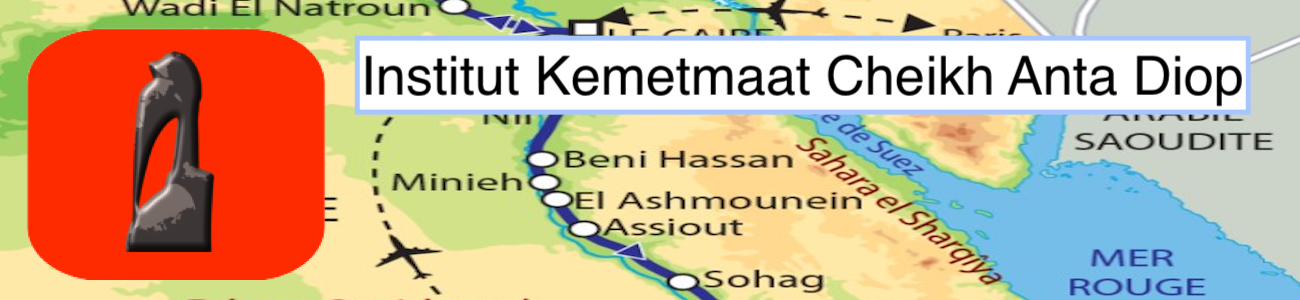 Wadi El Natroun
LE CAIRE
Paris
Institut Kemetmaat Cheikh Anta Diop
Nil
ARABIE
SAOUDITE
Beni Hassan
Minieh
El Ashmounein
Assiout
Sohag
de Suez
Sahara el Sharqiya
MER
ROUGE
E